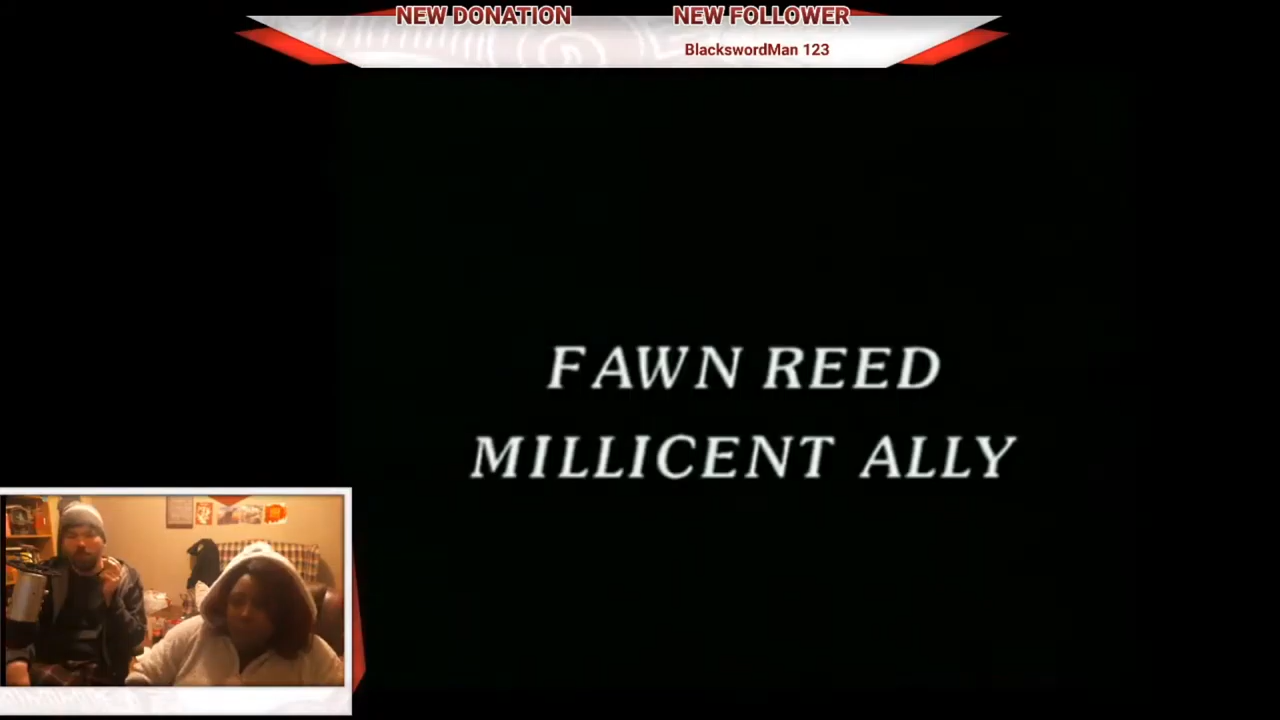 NEW DONATION
NEW FOLLOWER
BlackswordMan 123
FAWN REED
MILLICENT ALLY